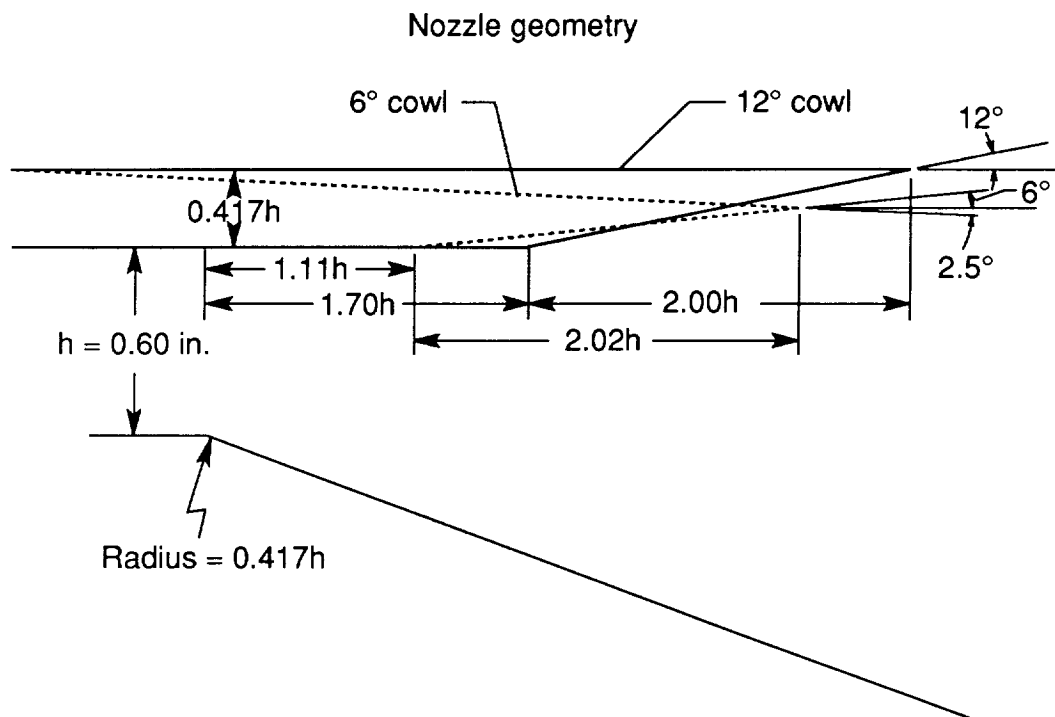 Nozzle geometry
6° cowl
12° cowl
12°
0.417h
6°
1.11h
2.5°
1.70h
2.00h
h = 0.60 in.
2.02h
Radius = 0.417h